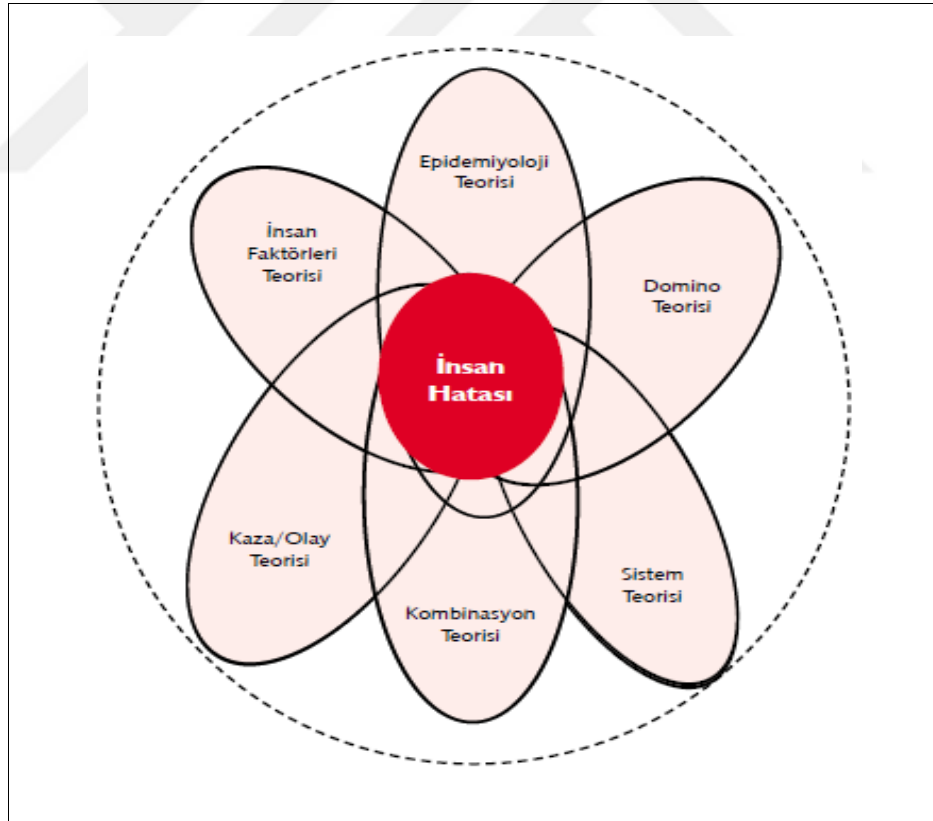 Epidemiyoloji
Teorisi
İnsan
Faktörleri
Teorisi
Domino
Teorisi
İnsan
Hatası
Kaza/Olay
Teorisi
Sistem
Teorisi
Kombinasyon
Teorisi